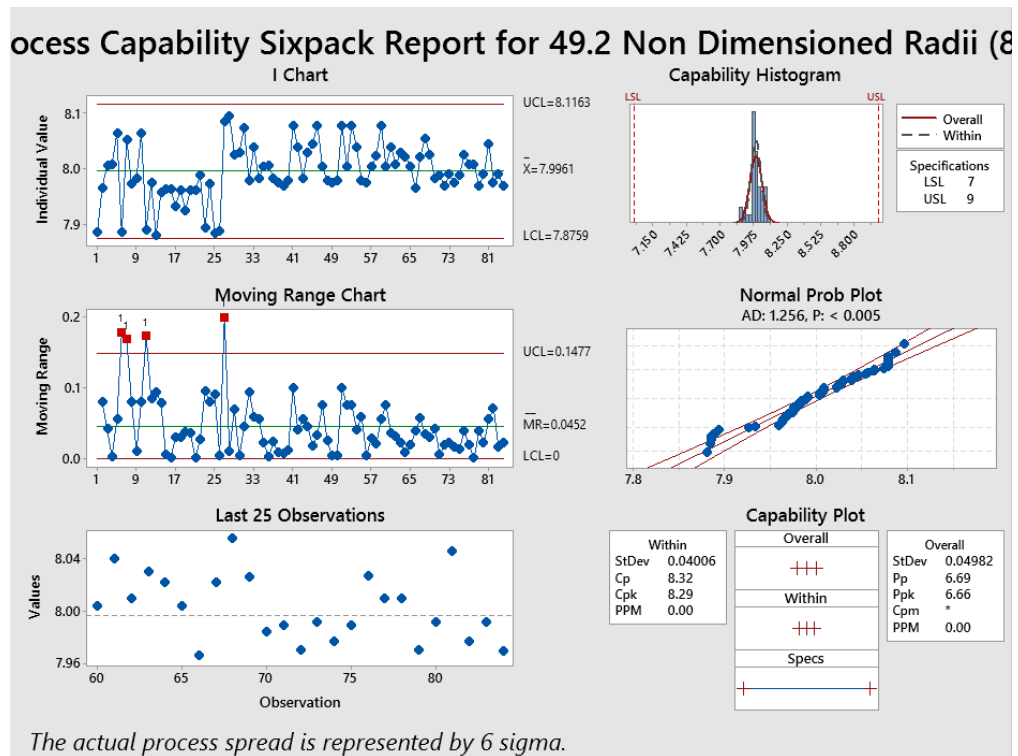 ocess Capability Sixpack Report for 49.2 Non Dimensioned Radii (8
I Chart
Individual Value
8.1
8.0
7.9
UCL=8.1163
X=7.9961
LCL=7.8759
1 9 17 25 33 41 49 57 65 73 81
Capability Histogram
LSL USL
7.150 7.425 7.700 7.975 8.250 8.525 8.800
Overall
Within
Specifications
LSL 7
USL 9
Moving Range Chart
Moving Range
0.2
0.1
0.0
1
1
1
1
UCL=0.1477
MR=0.0452
LCL=0
1 9 17 25 33 41 49 57 65 73 81
Normal Prob Plot
AD: 1.256, P: < 0.005
7.8 7.9 8.0 8.1
Last 25 Observations
Values
8.04
8.00
7.96
60 65 70 75 80
Observation
Capability Plot
Within
StDev 0.04006
Cp 8.32
Cpk 8.29
PPM 0.00
Overall
Within
Specs
Overall
StDev 0.04982
Pp 6.69
Ppk 6.66
Cpm *
PPM 0.00
The actual process spread is represented by 6 sigma.